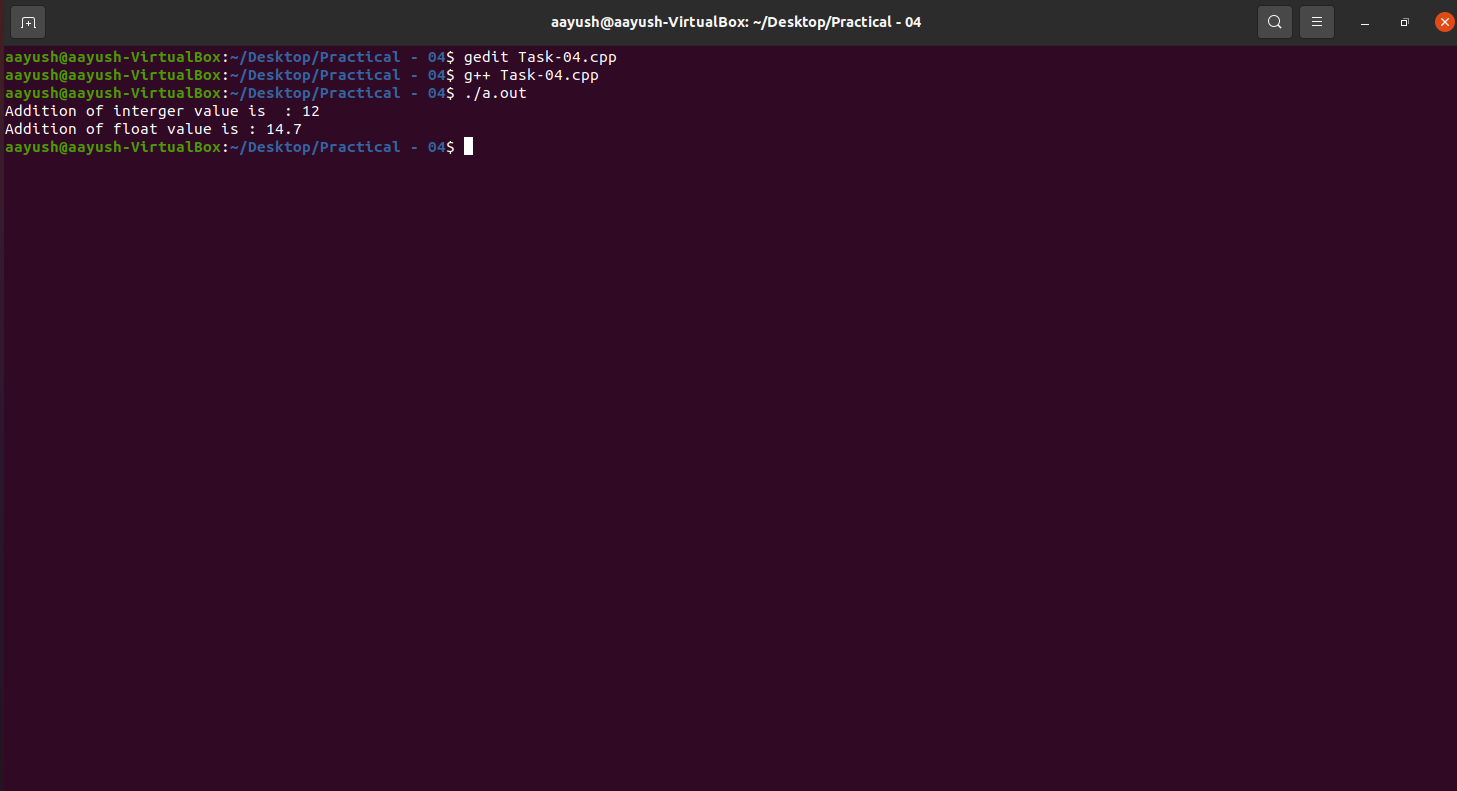 aayush@aayush-VirtualBox: ~/Desktop/Practical - 04
aayush@aayush-VirtualBox:~/Desktop/Practical - 04$ gedit Task-04.cpp
aayush@aayush-VirtualBox:~/Desktop/Practical - 04$ g++ Task-04.cpp
aayush@aayush-VirtualBox:~/Desktop/Practical - 04$ ./a.out
Addition of interger value is  : 12
Addition of float value is : 14.7
aayush@aayush-VirtualBox:~/Desktop/Practical - 04$